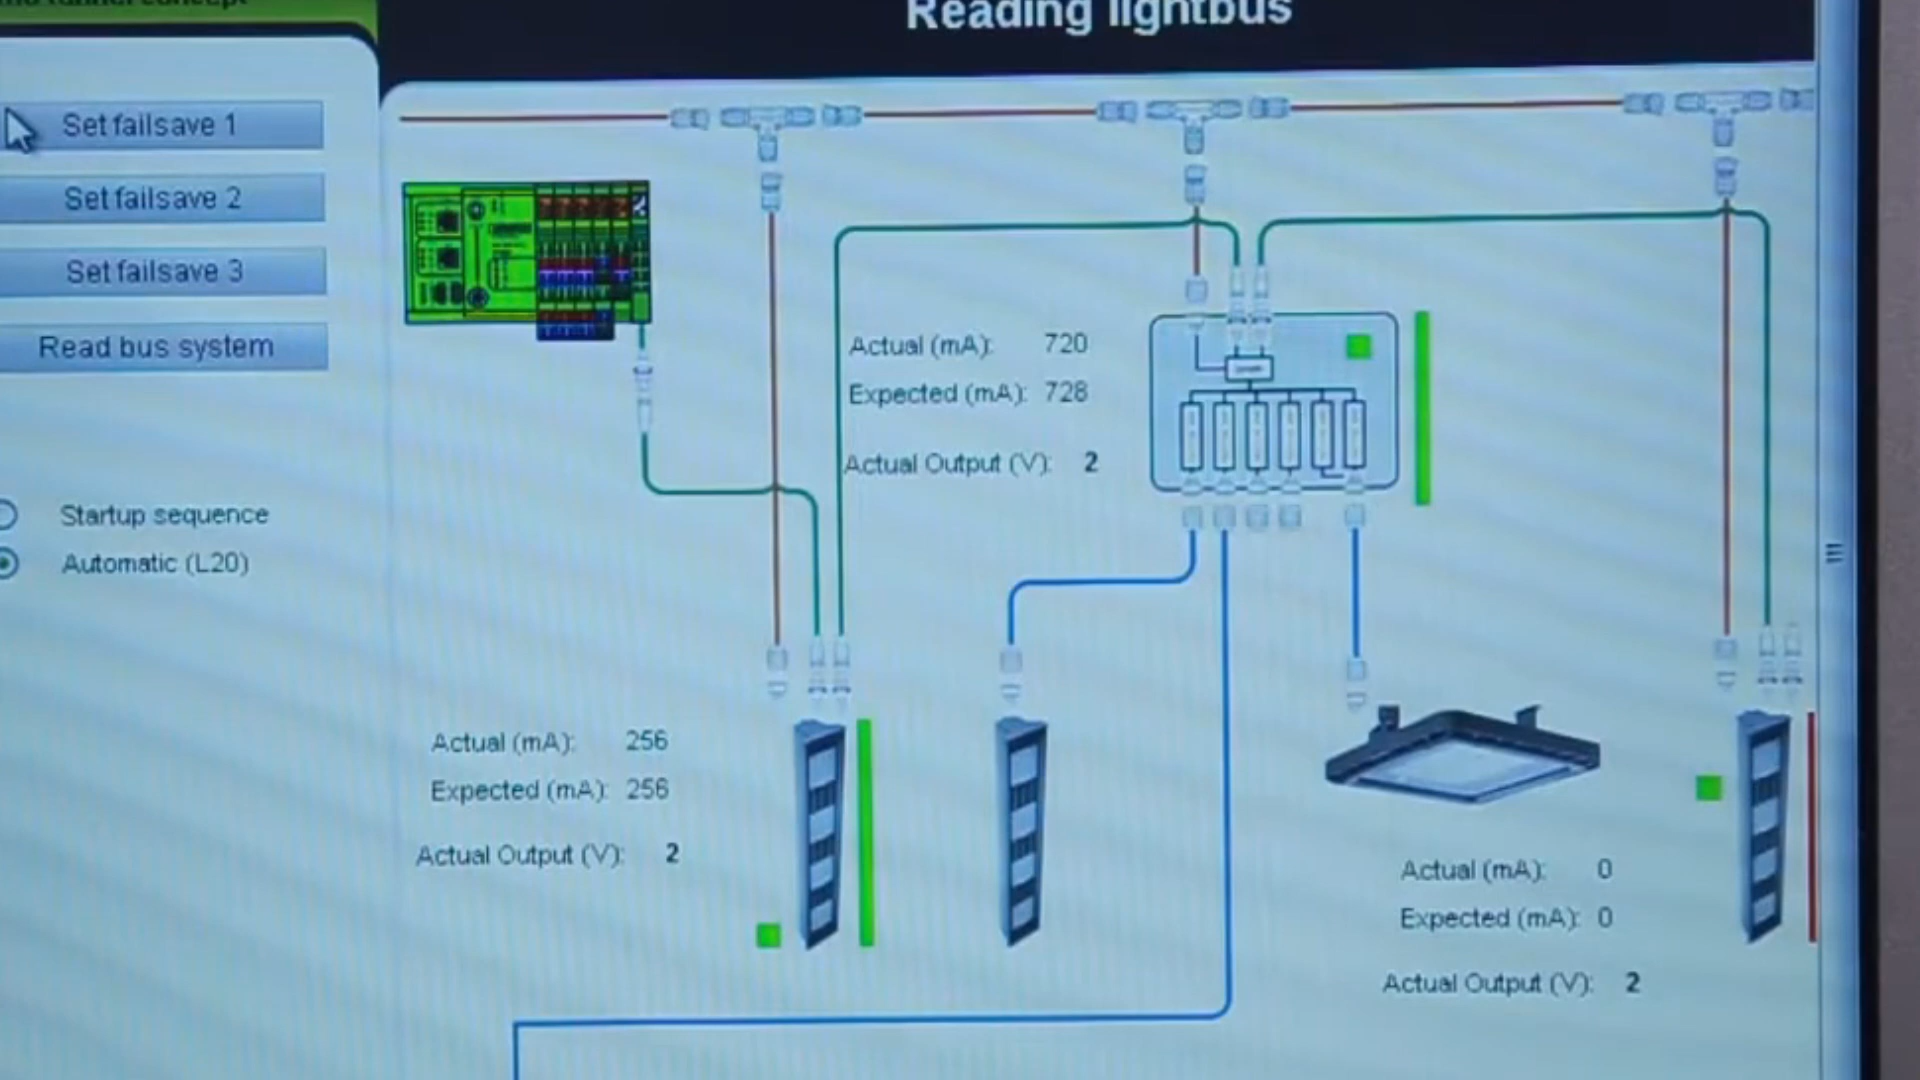 Reading lightbus
Set failsave 1
Set failsave 2
Set failsave 3
Read bus system
Startup sequence
Automatic (L20)
Actual (mA): 720
Expected (mA): 728
Actual Output (V): 2
Actual (mA): 256
Expected (mA): 256
Actual Output (V): 2
Actual (mA): 0
Expected (mA): 0
Actual Output (V): 2